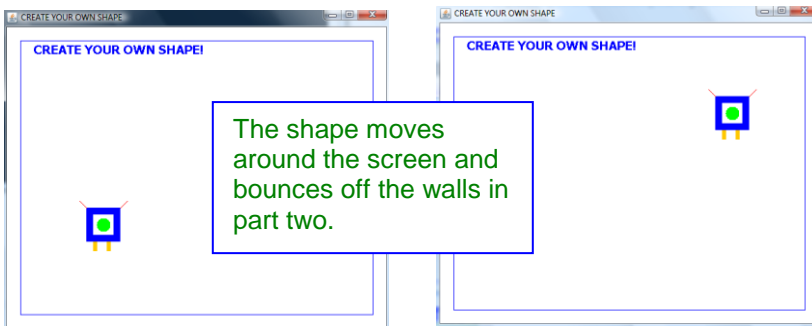 CREATE YOUR OWN SHAPE
CREATE YOUR OWN SHAPE!
CREATE YOUR OWN SHAPE
CREATE YOUR OWN SHAPE!
The shape moves
around the screen and
bounces off the walls in
part two.